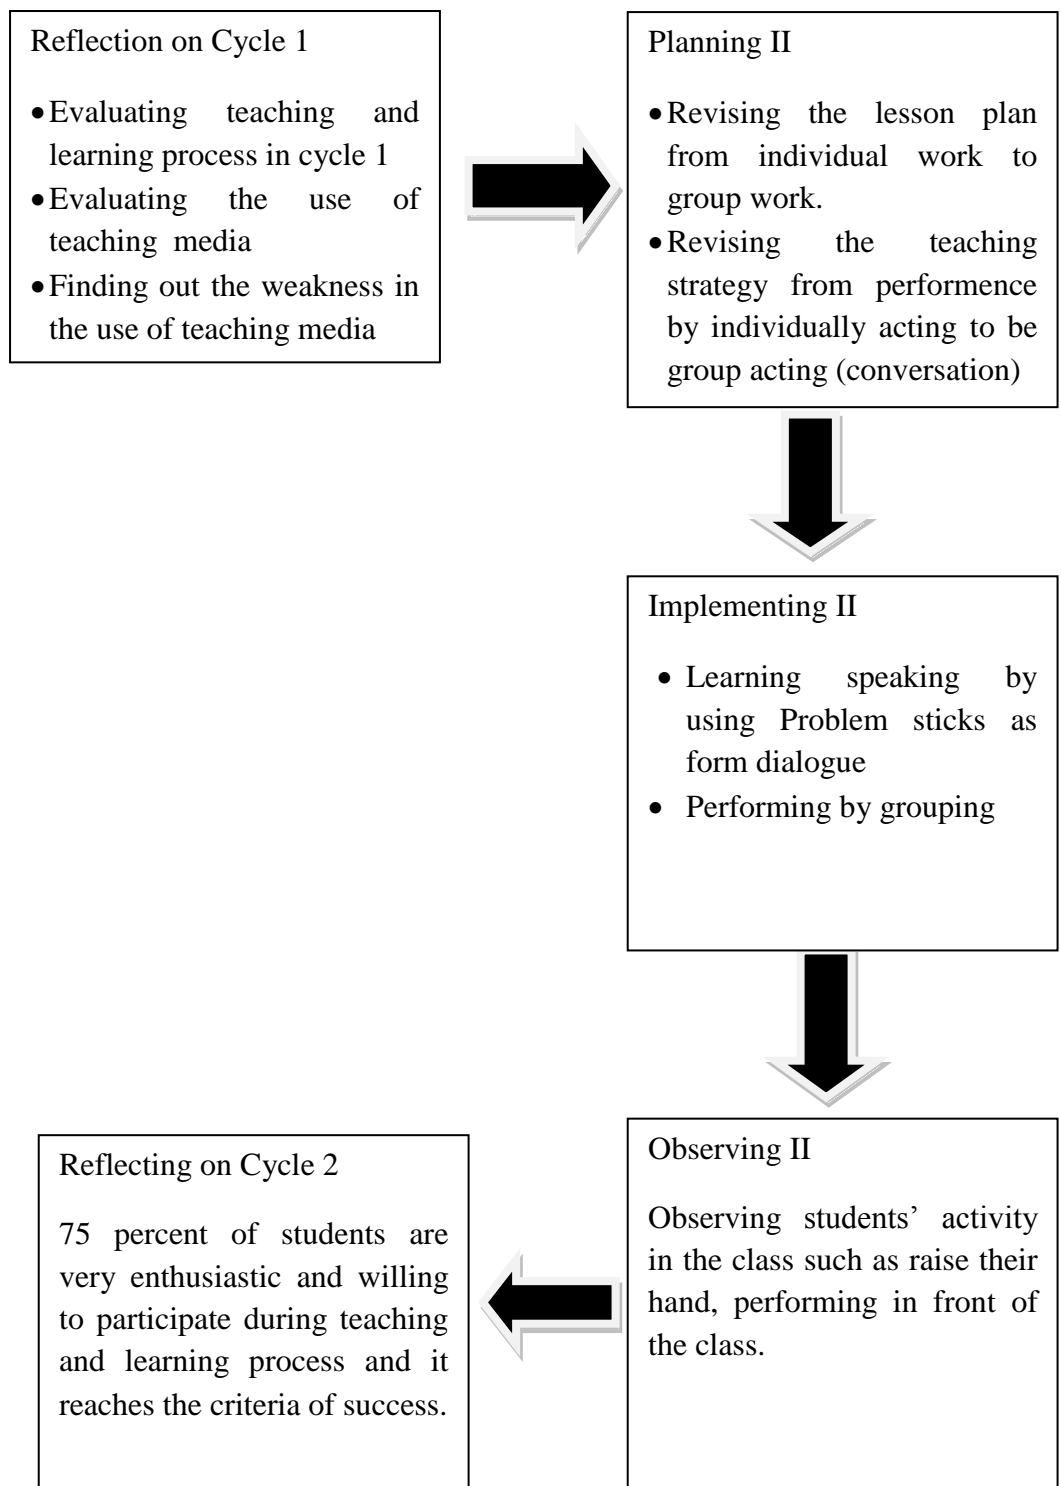 Reflection on Cycle 1
•Evaluating teaching and
learning process in cycle 1
•Evaluating the use of
teaching media
•Finding out the weakness in
the use of teaching media
Planning II
•Revising the lesson plan
from individual work to
group work.
•Revising the teaching
strategy from performence
by individually acting to be
group acting (conversation)
Implementing II
• Learning speaking by
using Problem sticks as
form dialogue
• Performing by grouping
Observing II
Observing students’ activity
in the class such as raise their
hand, performing in front of
the class.
Reflecting on Cycle 2
75 percent of students are
very enthusiastic and willing
to participate during teaching
and learning process and it
reaches the criteria of success.